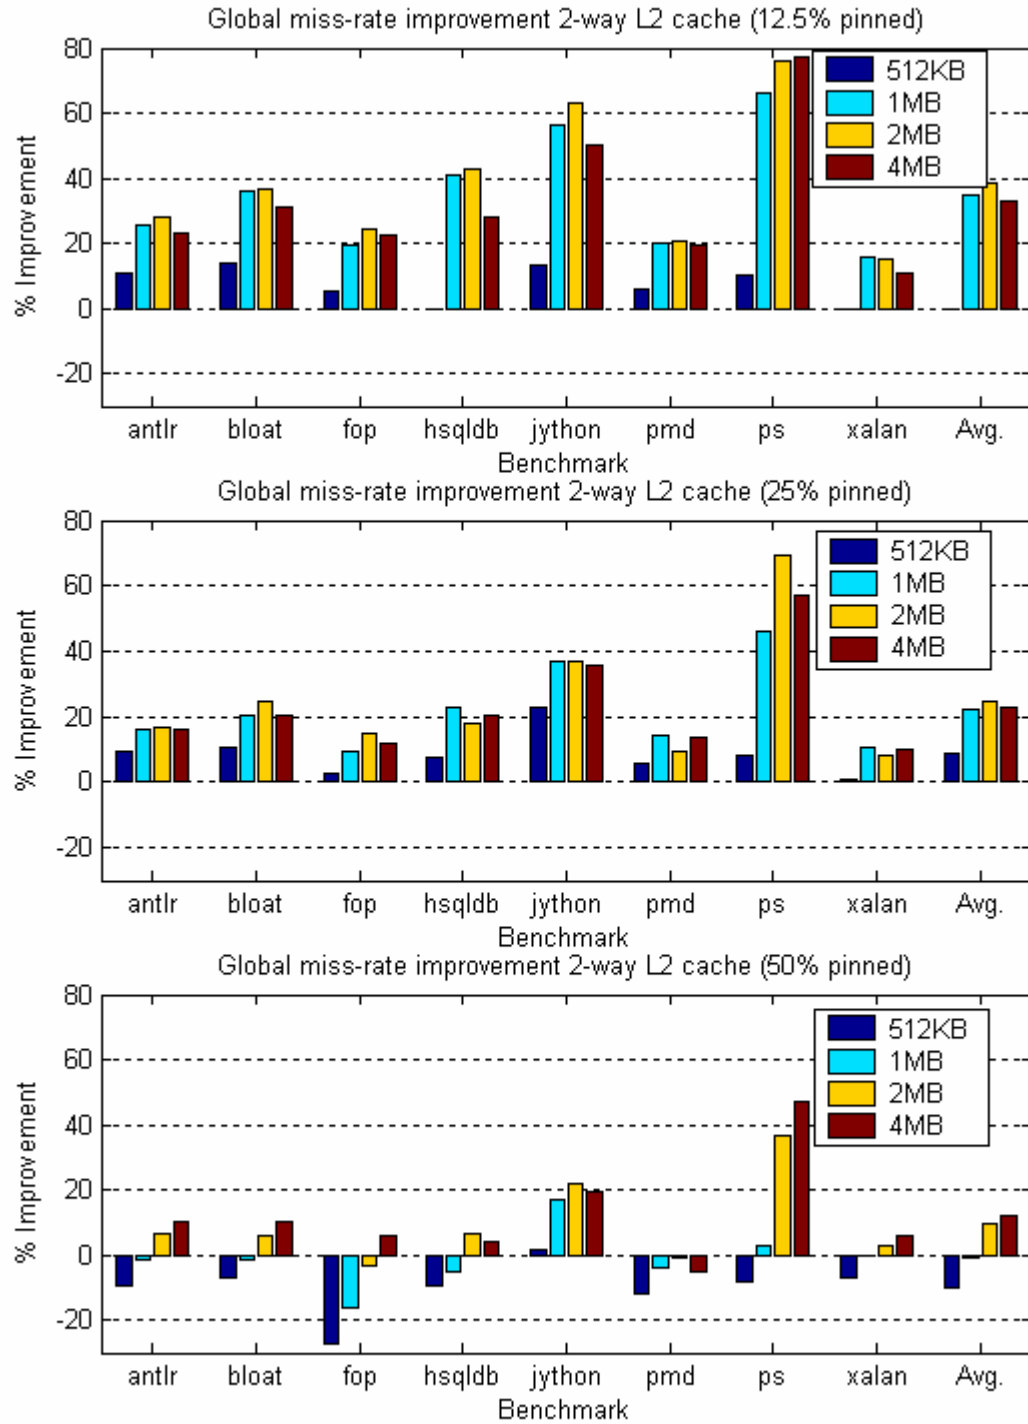 Global miss-rate improvement 2-way L2 cache (12.5% pinned)
% Improvement
80
60
40
20
0
-20
512KB
1MB
2MB
4MB
antlr bloat fop hsqldb jython pmd ps xalan Avg.
Benchmark
Global miss-rate improvement 2-way L2 cache (25% pinned)
% Improvement
80
60
40
20
0
-20
512KB
1MB
2MB
4MB
antlr bloat fop hsqldb jython pmd ps xalan Avg.
Benchmark
Global miss-rate improvement 2-way L2 cache (50% pinned)
% Improvement
80
60
40
20
0
-20
512KB
1MB
2MB
4MB
antlr bloat fop hsqldb jython pmd ps xalan Avg.
Benchmark